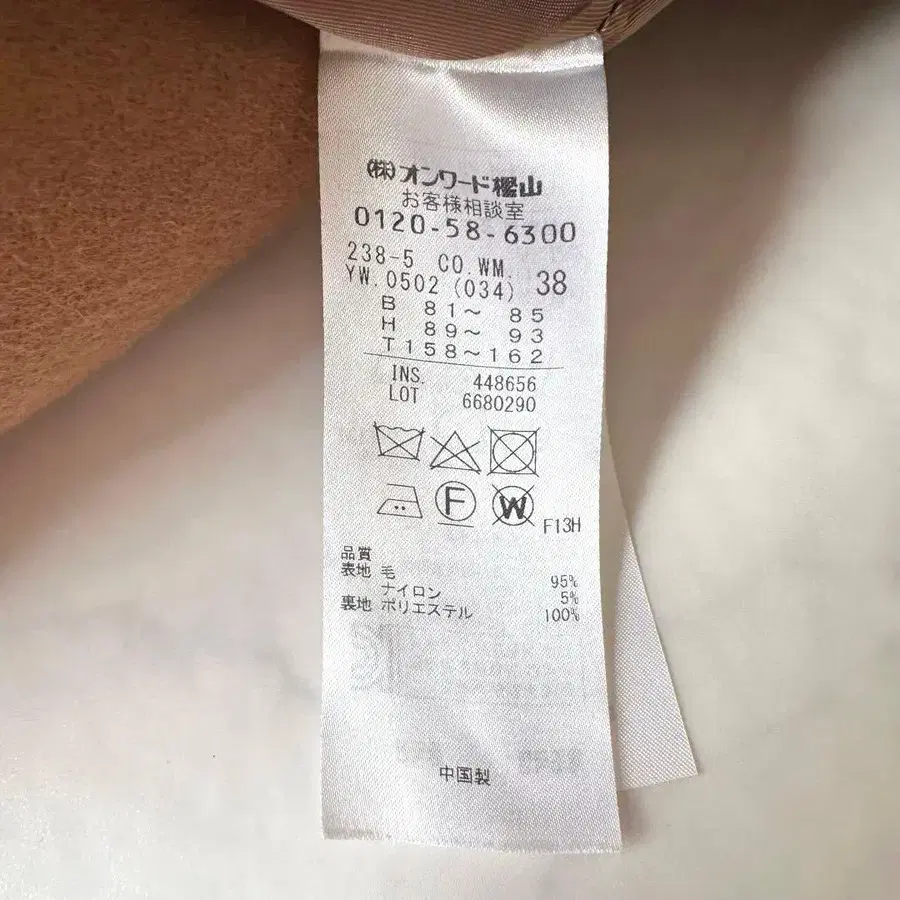 ㈱オンワード樫山
お客様相談室
0120-58-6300
238-5 CO.WM.
YW.0502 (034) 38
B 81～ 85
H 89～ 93
T158～162
INS. 448656
LOT 6680290
F
W
F13H
品質
表地 毛 95%
ナイロン 5%
裏地 ポリエステル 100%
中国製